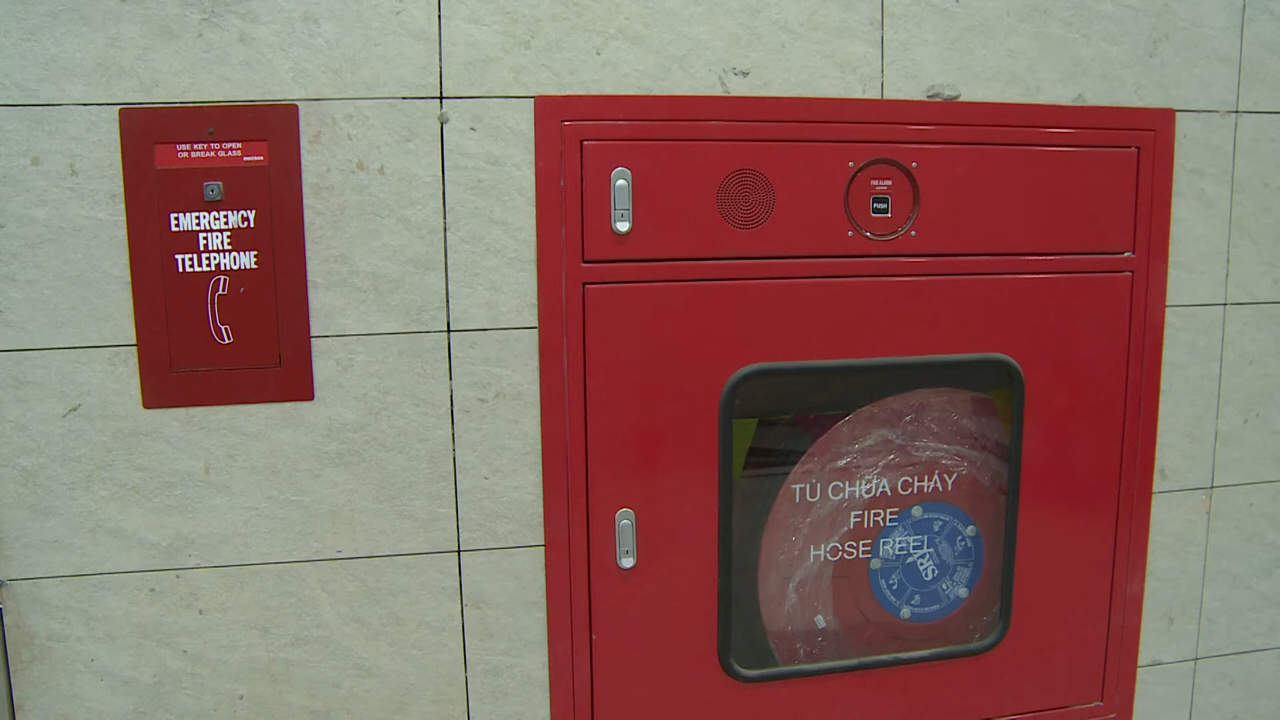 USE KEY TO OPEN
OR BREAK GLASS
EMERGENCY
FIRE
TELEPHONE
FIRE ALARM
PUSH
TỦ CHỮA CHÁY
FIRE
HOSE REEL
SRI